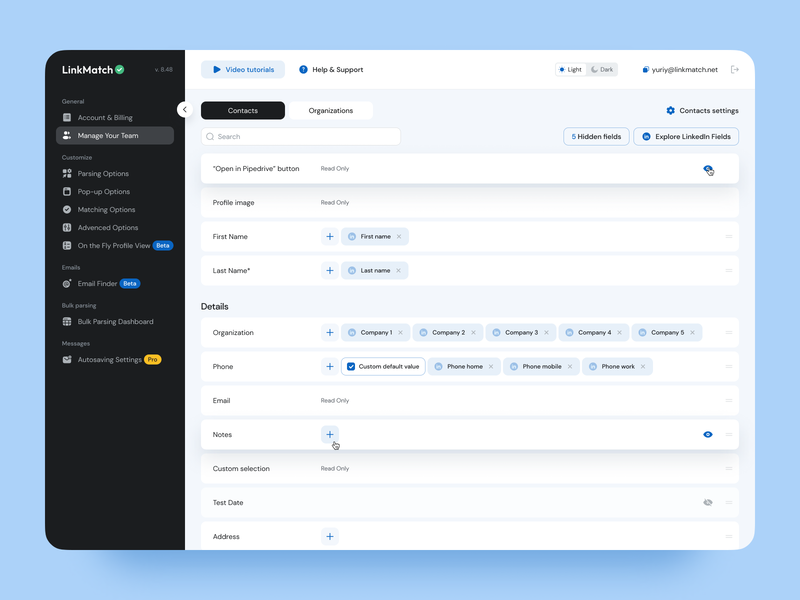 LinkMatch
v. 8.48
General
Account & Billing
Manage Your Team
Customize
Parsing Options
Pop-up Options
Matching Options
Advanced Options
On the Fly Profile View Beta
Emails
Email Finder Beta
Bulk parsing
Bulk Parsing Dashboard
Messages
Autosaving Settings Pro
Video tutorials
Help & Support
Light Dark
yuriy@linkmatch.net
Contacts
Organizations
Contacts settings
Search
5 Hidden fields
Explore LinkedIn Fields
"Open in Pipedrive" button Read Only
Profile image Read Only
First Name + First name ×
Last Name* + Last name ×
Details
Organization + Company 1 × Company 2 × Company 3 × Company 4 × Company 5 ×
Phone + Custom default value Phone home × Phone mobile × Phone work ×
Email Read Only
Notes +
Custom selection Read Only
Test Date
Address +